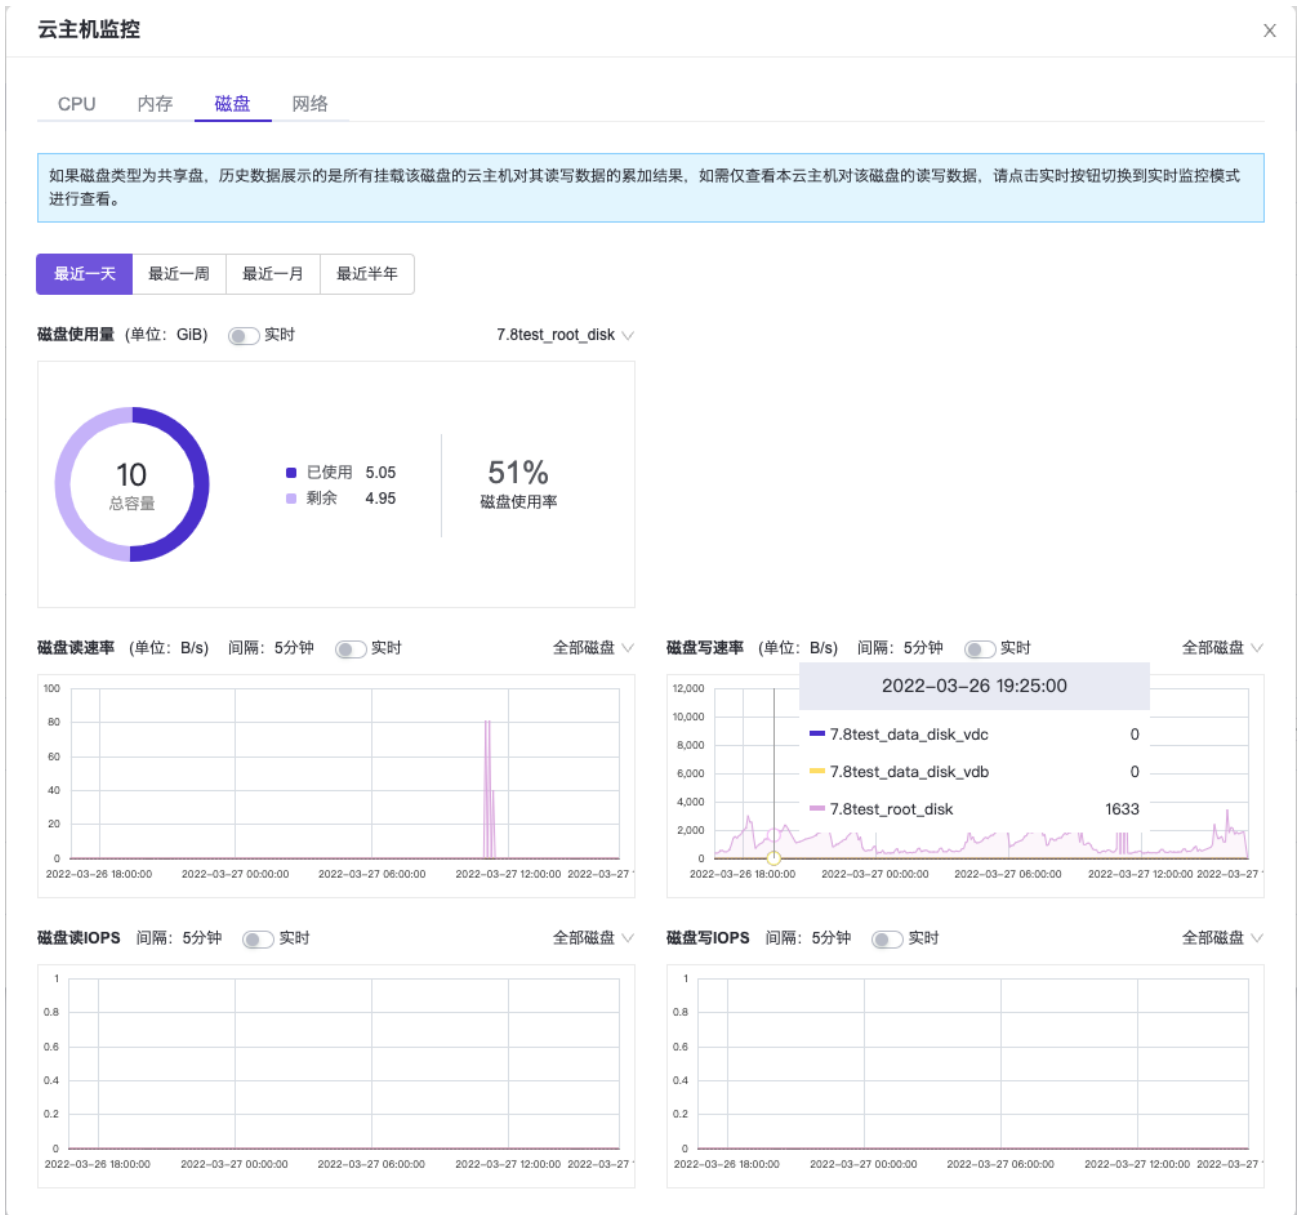 云主机监控
X
CPU 内存 磁盘 网络
如果磁盘类型为共享盘，历史数据展示的是所有挂载该磁盘的云主机对其读写数据的累加结果，如需仅查看本云主机对该磁盘的读写数据，请点击实时按钮切换到实时监控模式
进行查看。
最近一天 最近一周 最近一月 最近半年
磁盘使用量 (单位：GiB) 实时 7.8test_root_disk
10
总容量
已使用 5.05
剩余 4.95
51%
磁盘使用率
磁盘读速率 (单位：B/s) 间隔：5分钟 实时 全部磁盘
100
80
60
40
20
0
2022-03-26 18:00:00 2022-03-27 00:00:00 2022-03-27 06:00:00 2022-03-27 12:00:00 2022-03-27
磁盘写速率 (单位：B/s) 间隔：5分钟 实时 全部磁盘
12,000
10,000
8,000
6,000
4,000
2,000
0
2022-03-26 19:25:00
7.8test_data_disk_vdc 0
7.8test_data_disk_vdb 0
7.8test_root_disk 1633
2022-03-26 18:00:00 2022-03-27 00:00:00 2022-03-27 06:00:00 2022-03-27 12:00:00 2022-03-27
磁盘读IOPS 间隔：5分钟 实时 全部磁盘
1
0.8
0.6
0.4
0.2
0
2022-03-26 18:00:00 2022-03-27 00:00:00 2022-03-27 06:00:00 2022-03-27 12:00:00 2022-03-27
磁盘写IOPS 间隔：5分钟 实时 全部磁盘
1
0.8
0.6
0.4
0.2
0
2022-03-26 18:00:00 2022-03-27 00:00:00 2022-03-27 06:00:00 2022-03-27 12:00:00 2022-03-27